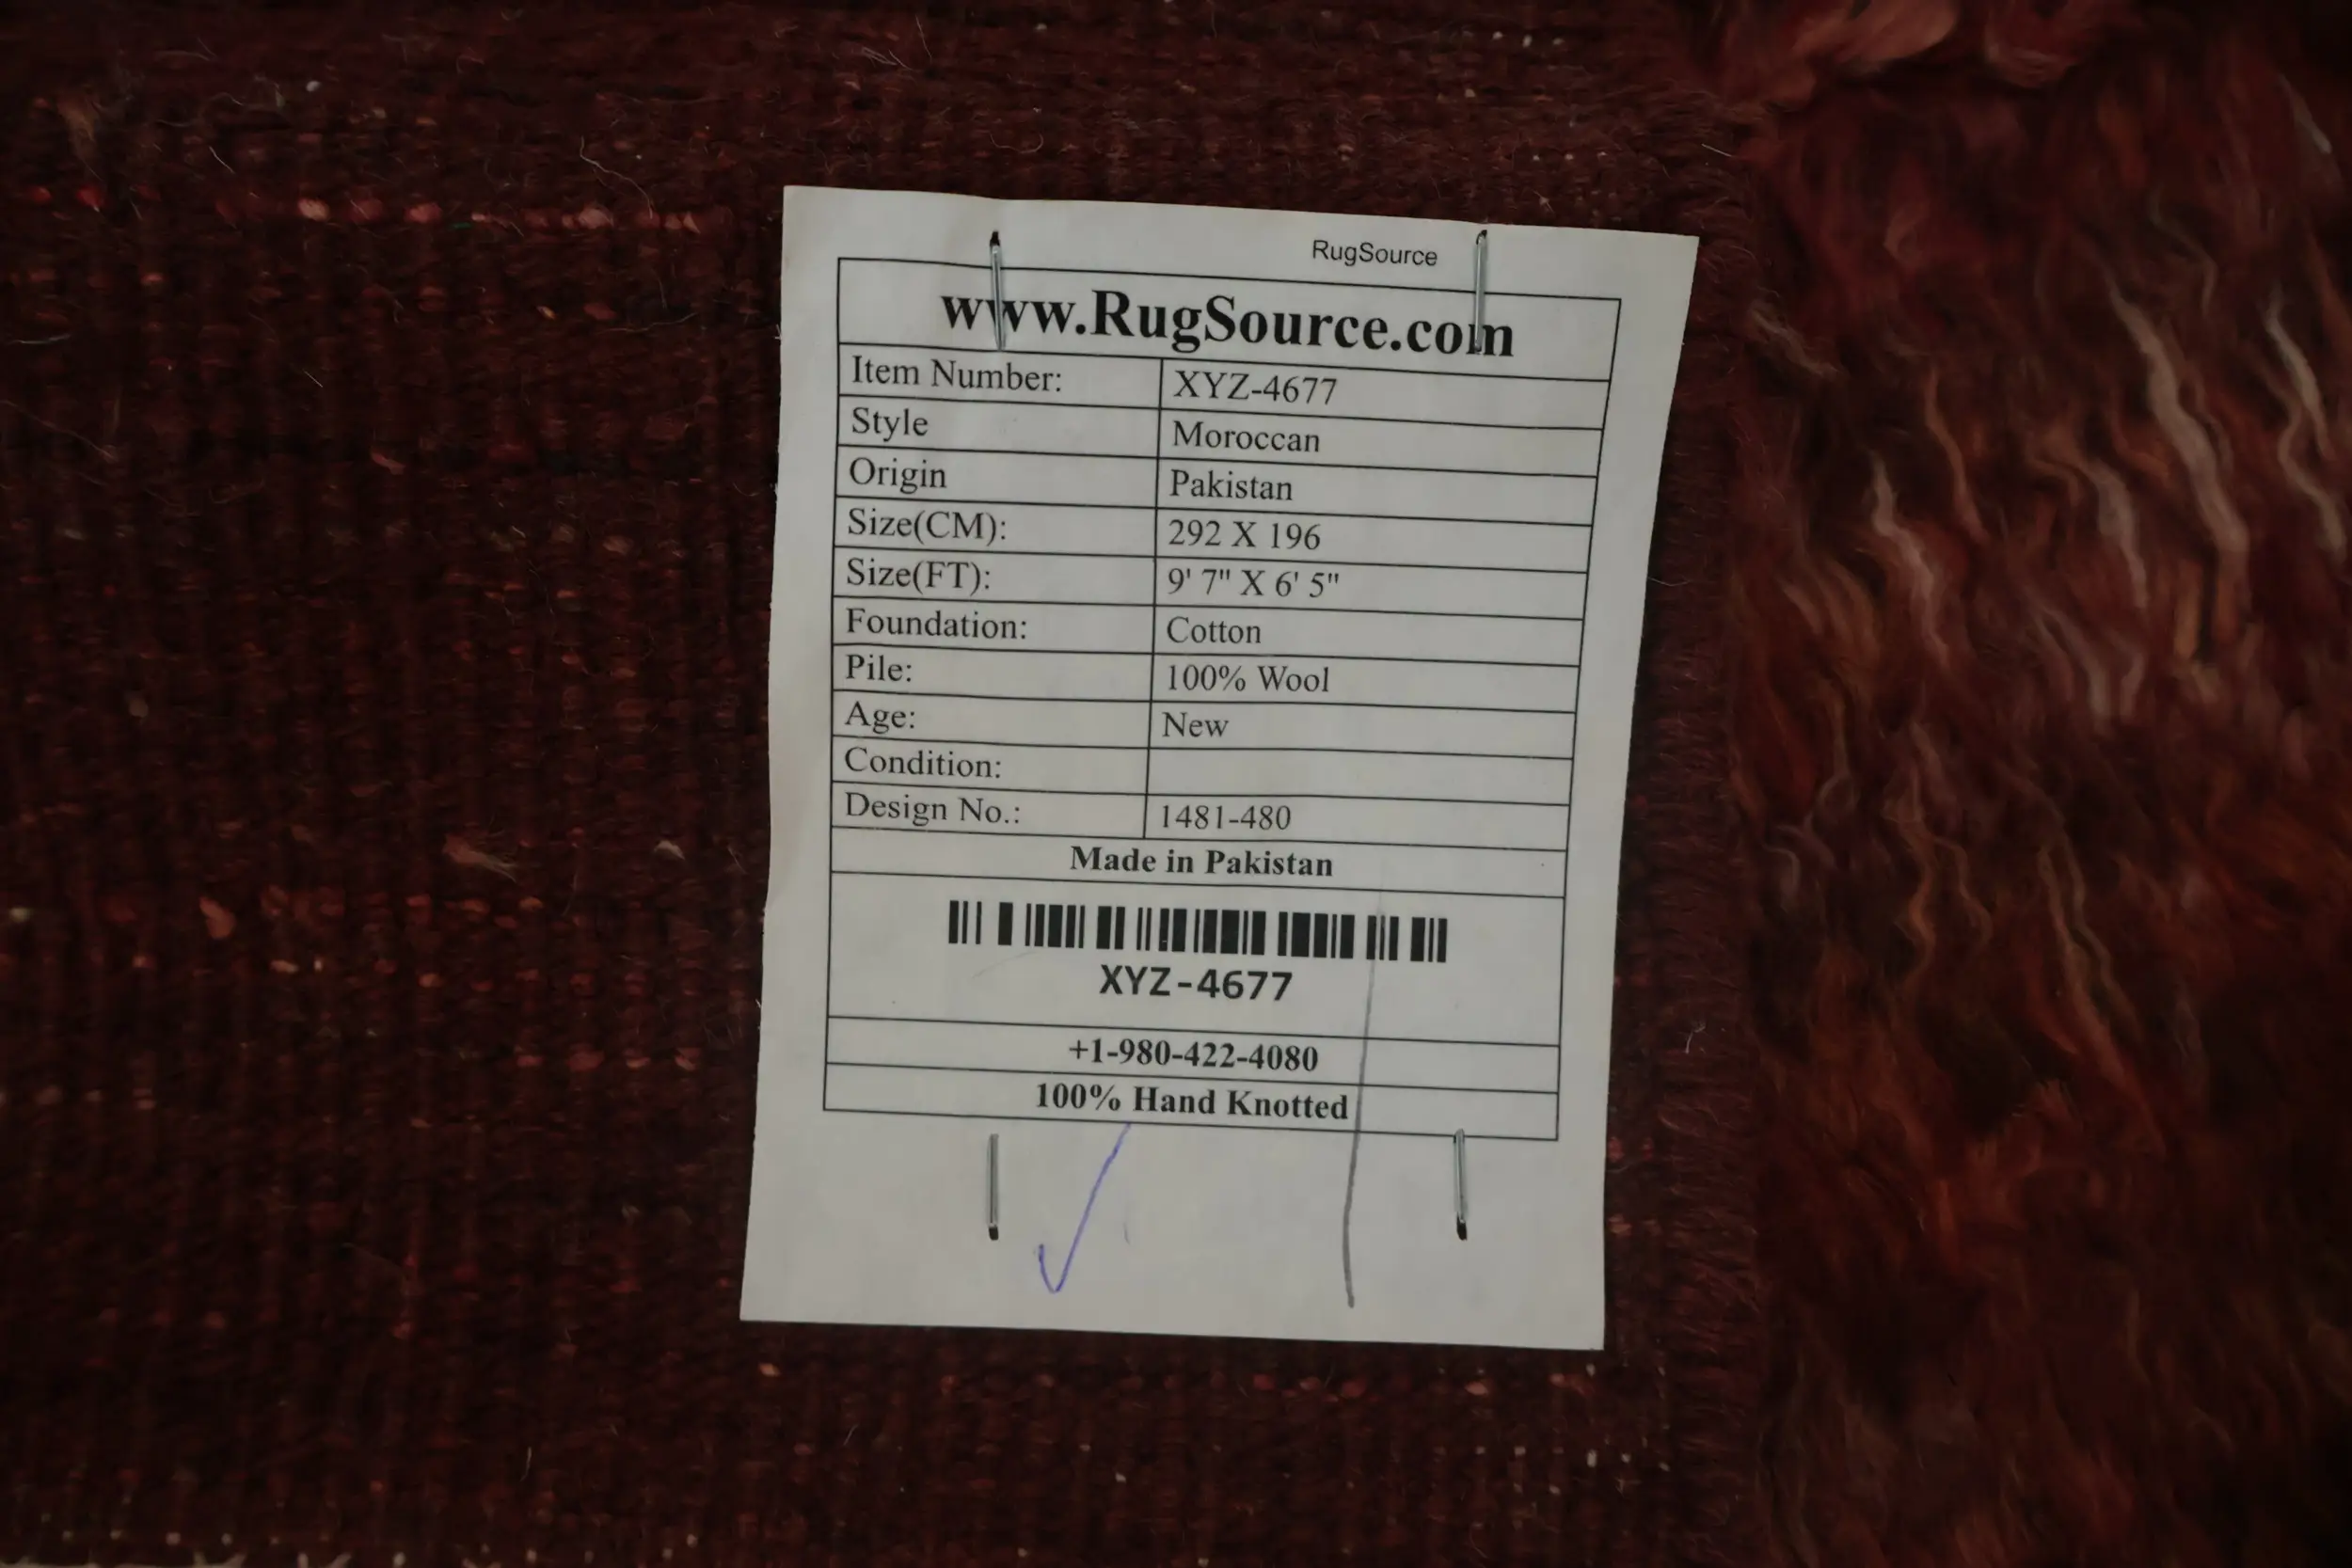 RugSource
www.RugSource.com
Item Number: XYZ-4677
Style Moroccan
Origin Pakistan
Size(CM): 292 X 196
Size(FT): 9' 7" X 6' 5"
Foundation: Cotton
Pile: 100% Wool
Age: New
Condition:
Design No.: 1481-480
Made in Pakistan
XYZ-4677
+1-980-422-4080
100% Hand Knotted